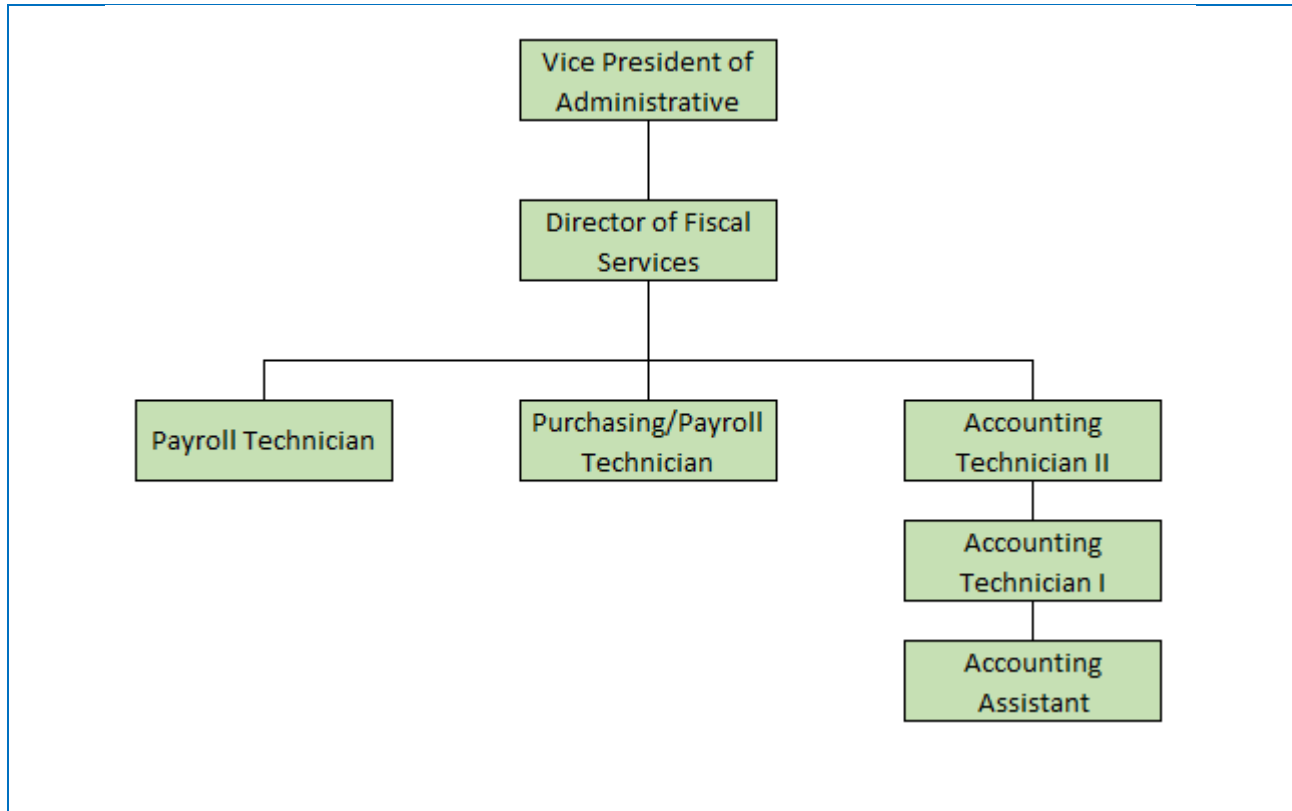 Vice President of
Administrative
Director of Fiscal
Services
Payroll Technician
Purchasing/Payroll
Technician
Accounting
Technician II
Accounting
Technician I
Accounting
Assistant